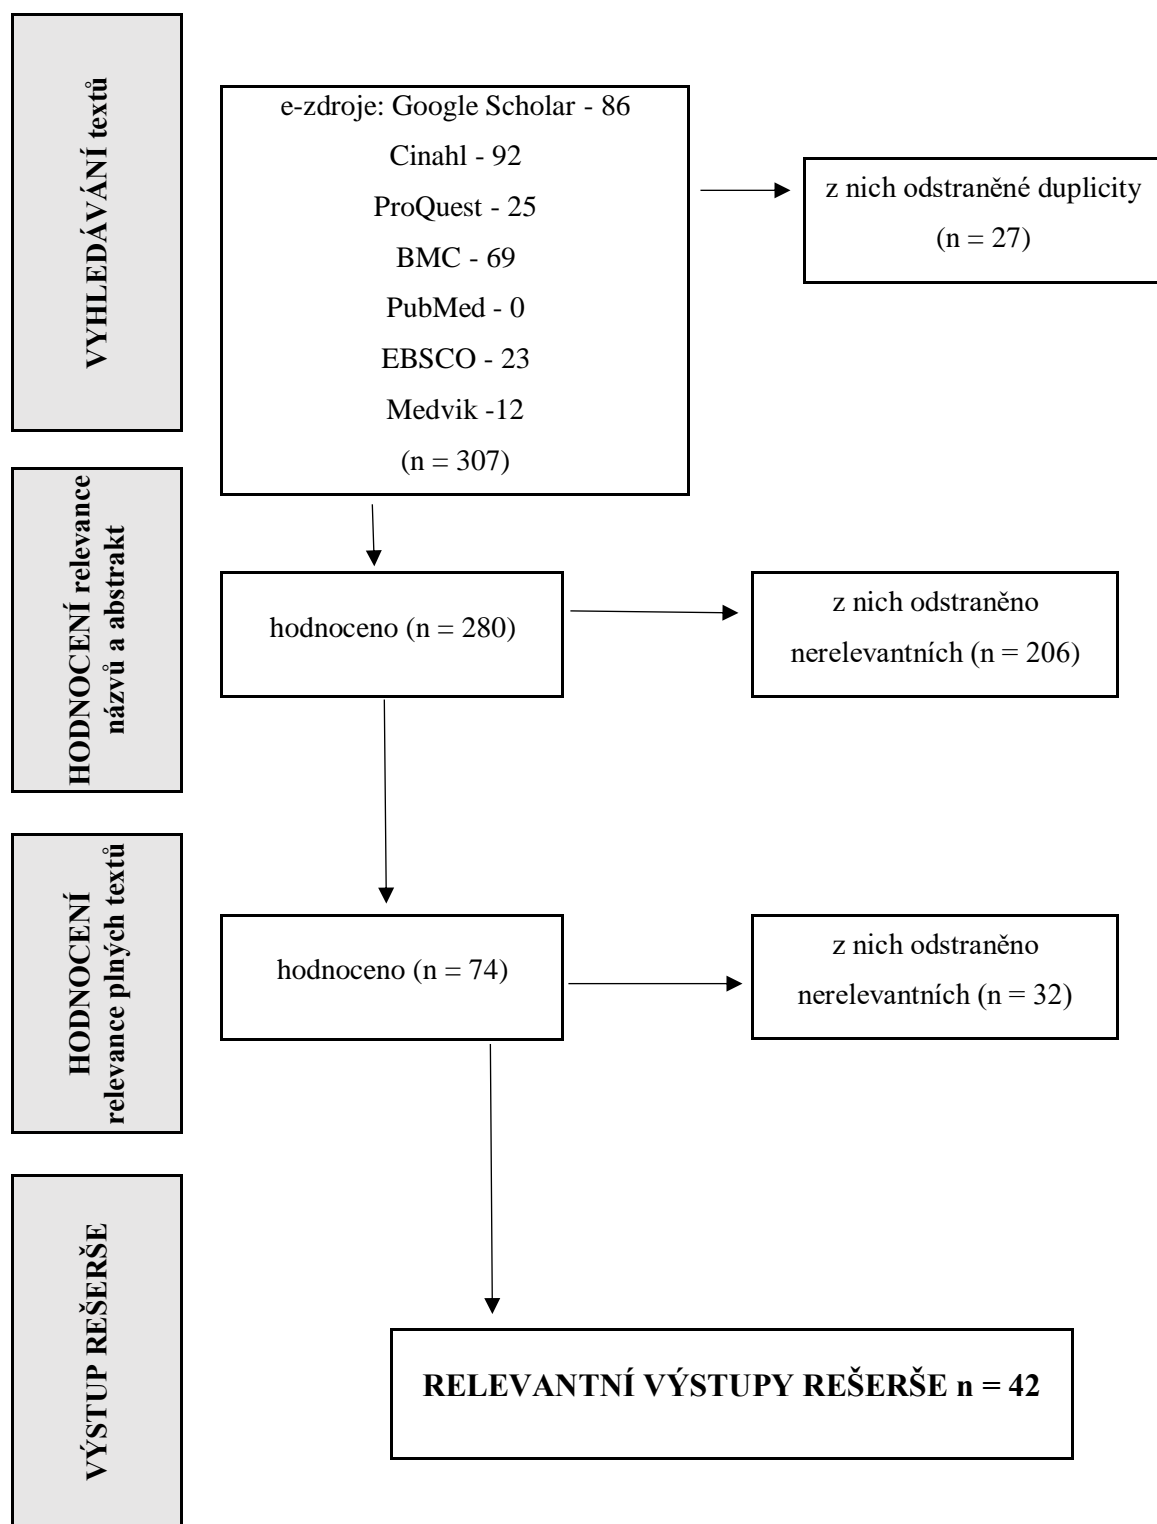 VYHLEDÁVÁNÍ textů
e-zdroje: Google Scholar - 86
Cinahl - 92
ProQuest - 25
BMC - 69
PubMed - 0
EBSCO - 23
Medvik -12
(n = 307)
z nich odstraněné duplicity
(n = 27)
HODNOCENÍ relevance
názvů a abstrakt
hodnoceno (n = 280)
z nich odstraněno
nerelevantních (n = 206)
HODNOCENÍ
relevance plných textů
hodnoceno (n = 74)
z nich odstraněno
nerelevantních (n = 32)
VÝSTUP REŠERŠE
RELEVANTNÍ VÝSTUPY REŠERŠE n = 42